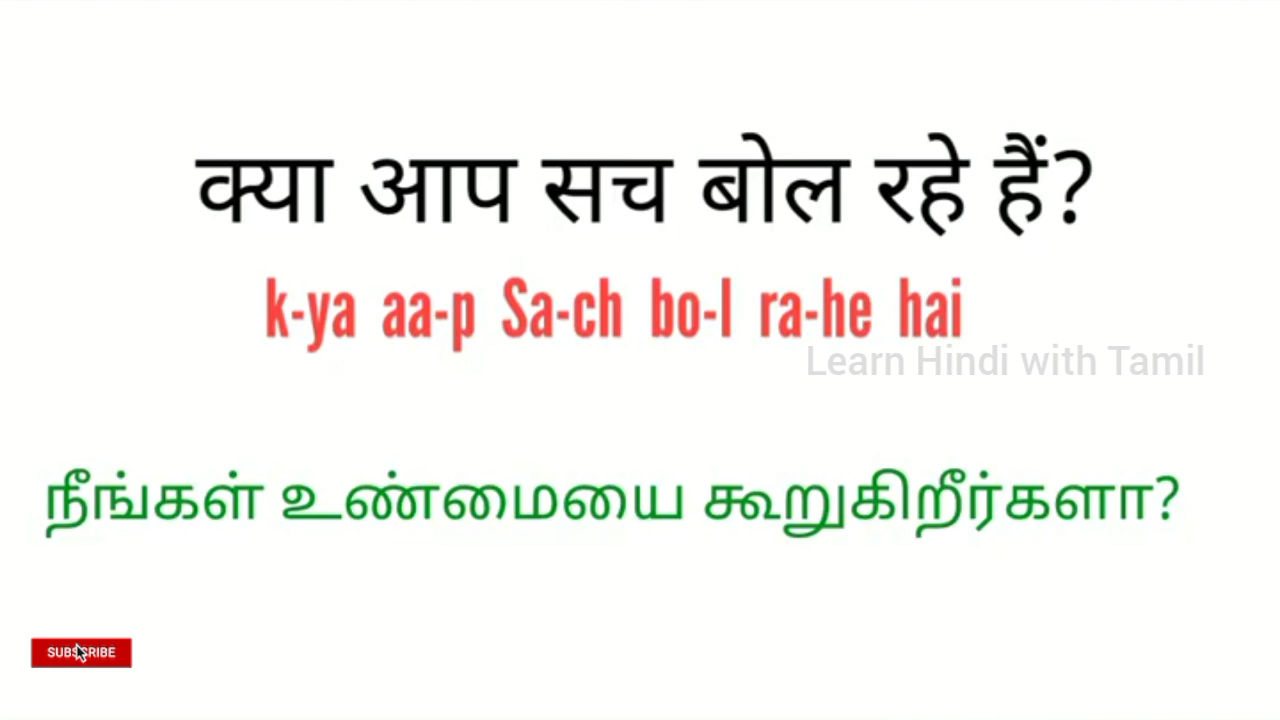 क्या आप सच बोल रहे हैं?
k-ya aa-p Sa-ch bo-l ra-he hai
Learn Hindi with Tamil
நீங்கள் உண்மையை கூறுகிறீர்களா?
SUBSCRIBE